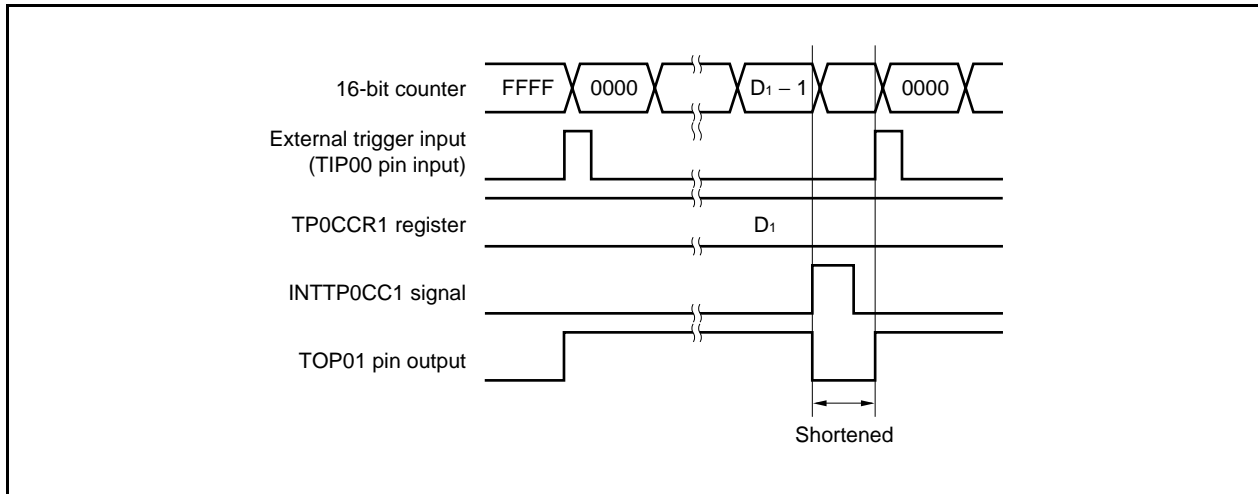 16-bit counter FFFF 0000 D₁ − 1 0000
External trigger input
(TIP00 pin input)
TP0CCR1 register D₁
INTTP0CC1 signal
TOP01 pin output
Shortened